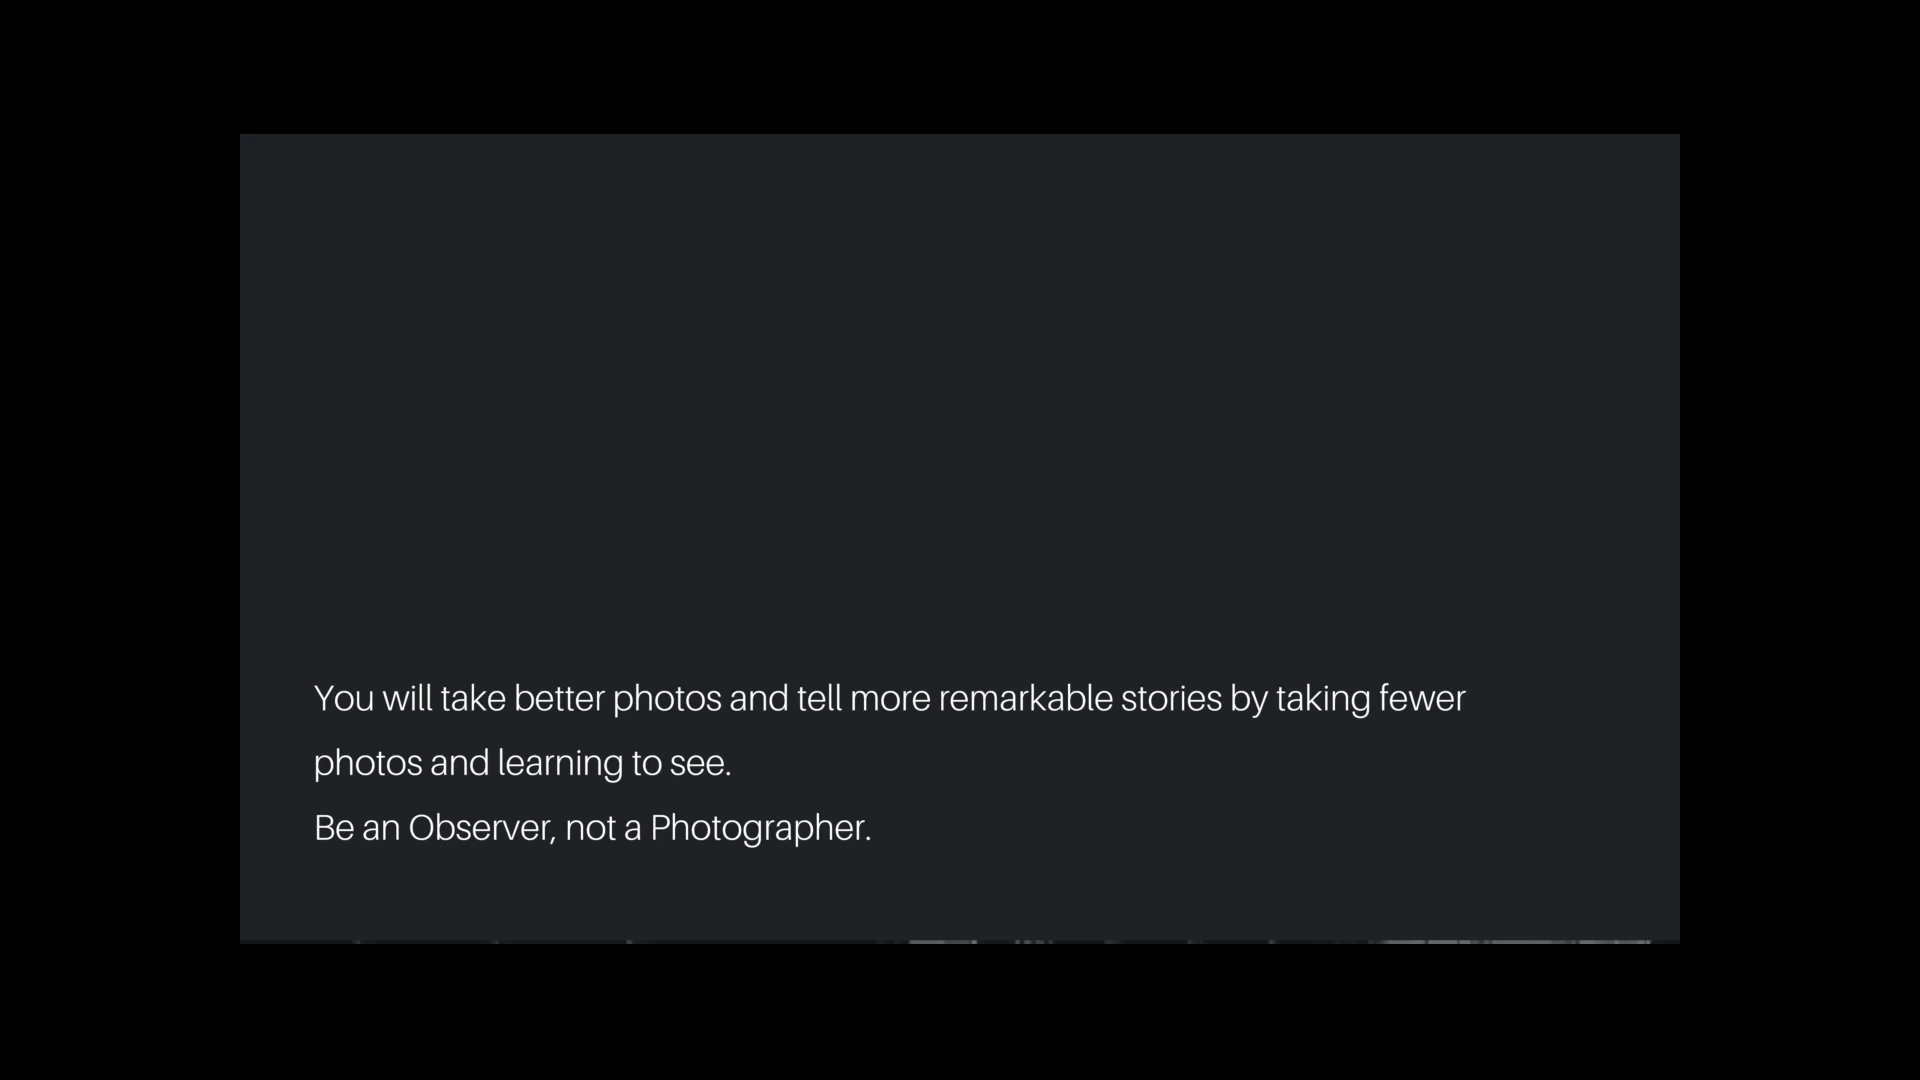 You will take better photos and tell more remarkable stories by taking fewer
photos and learning to see.
Be an Observer, not a Photographer.